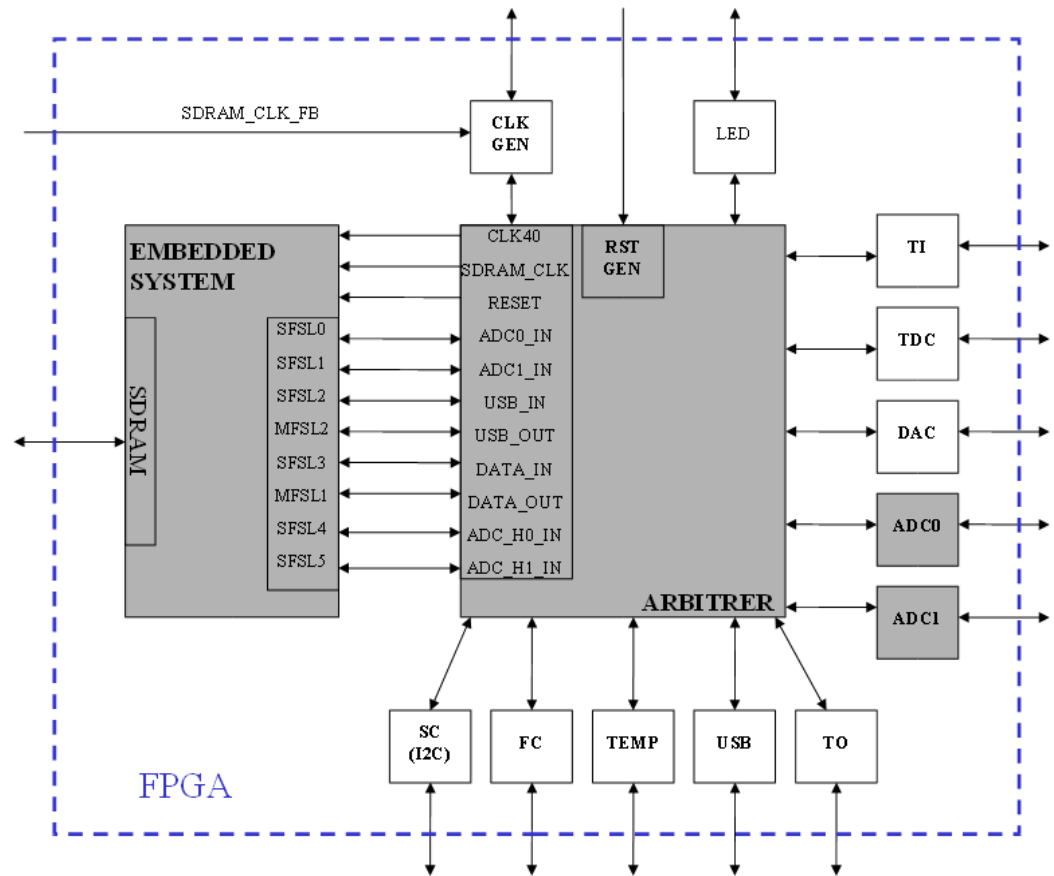 SDRAM_CLK_FB
CLK
GEN
LED
EMBEDDED
SYSTEM
SDRAM
SFSL0
SFSL1
SFSL2
MFSL2
SFSL3
MFSL1
SFSL4
SFSL5
CLK40
SDRAM_CLK
RESET
ADC0_IN
ADC1_IN
USB_IN
USB_OUT
DATA_IN
DATA_OUT
ADC_H0_IN
ADC_H1_IN
RST
GEN
ARBITRER
TI
TDC
DAC
ADC0
ADC1
SC
(I2C)
FC
TEMP
USB
TO
FPGA